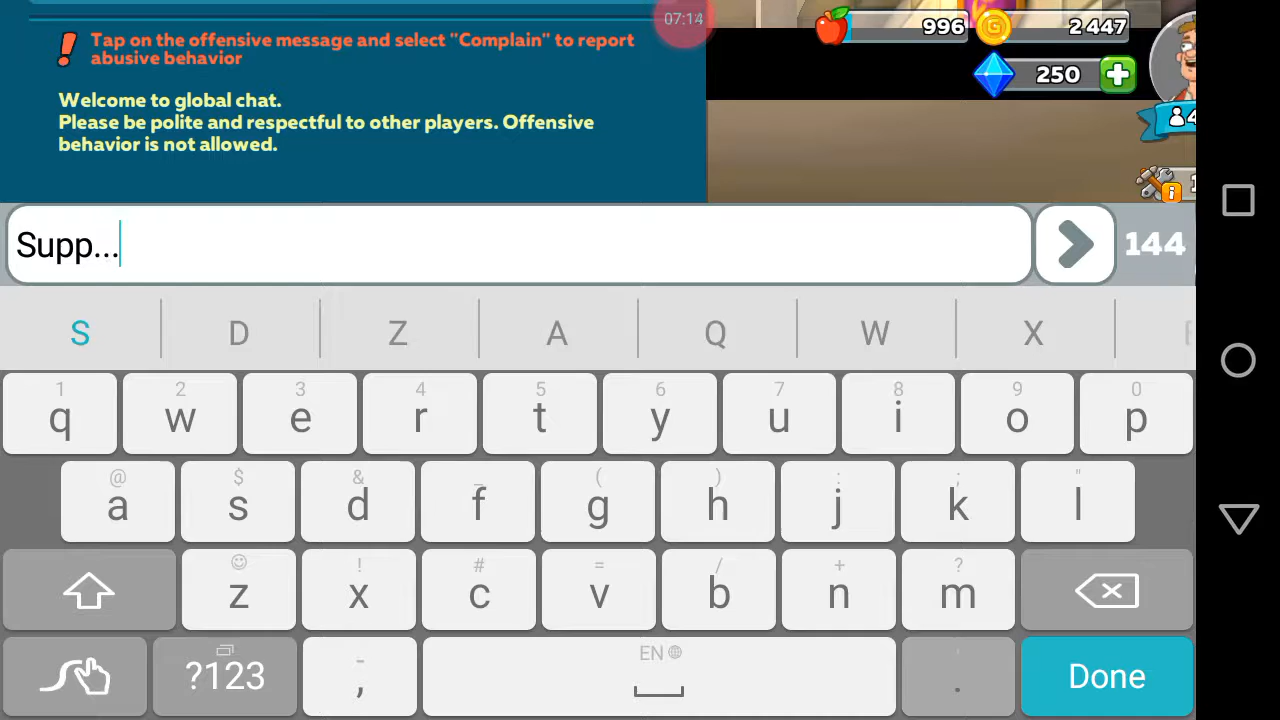 07:14
996
2 447
Tap on the offensive message and select "Complain" to report
abusive behavior
250
Welcome to global chat.
Please be polite and respectful to other players. Offensive
behavior is not allowed.
4
1
Supp...
144
S D Z A Q W X
1 2 3 4 5 6 7 8 9 0
q w e r t y u i o p
@ $ & _ ( ) : ; "
a s d f g h j k l
! # = / + ?
z x c v b n m
EN
?123 - , ' . Done